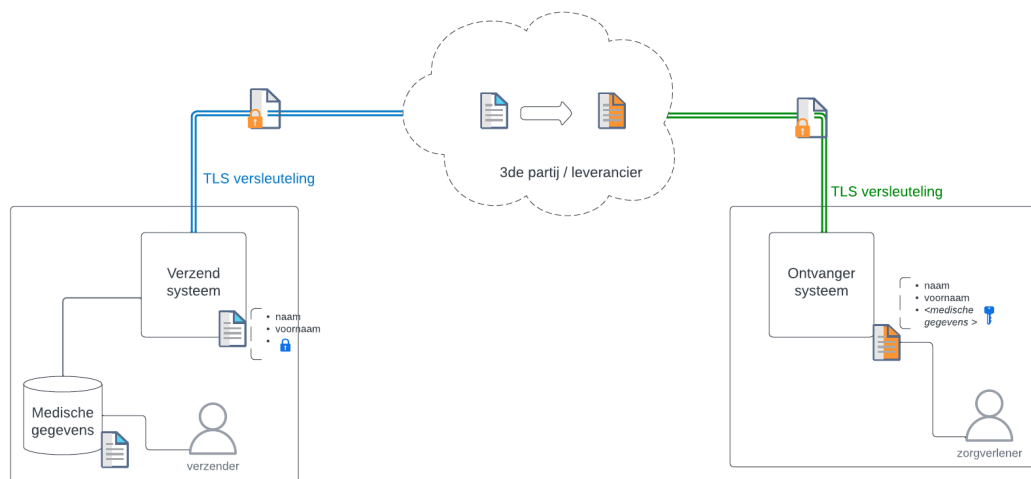 3de partij / leverancier
TLS versleuteling
TLS versleuteling
Verzend
systeem
• naam
• voornaam
•
Medische
gegevens
verzender
Ontvanger
systeem
• naam
• voornaam
• <medische
gegevens >
zorgverlener